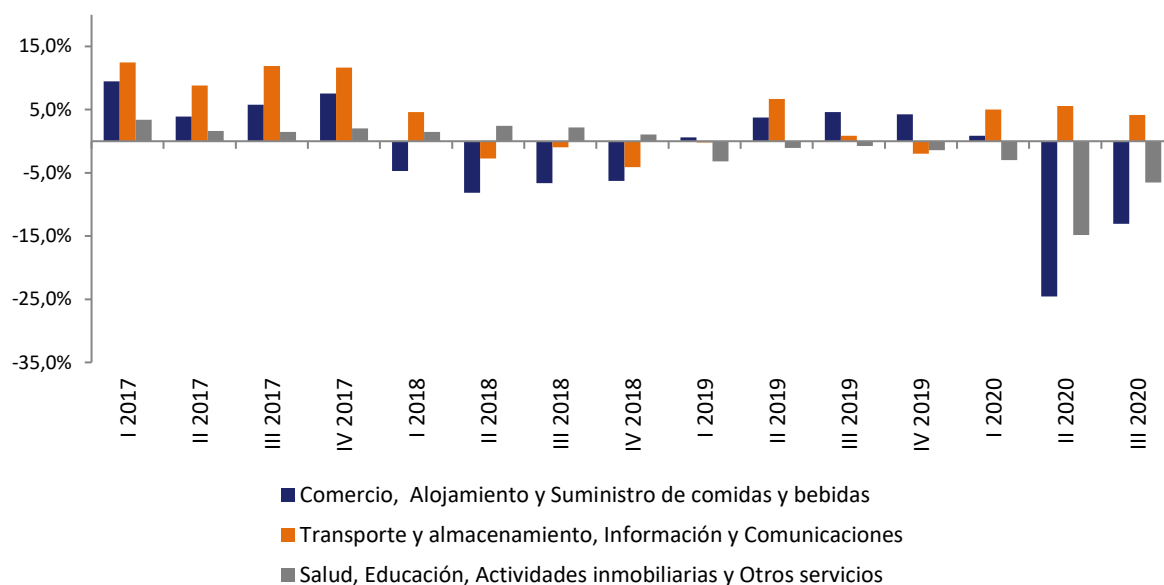 15,0%
5,0%
-5,0%
-15,0%
-25,0%
-35,0%
I 2017
II 2017
III 2017
IV 2017
I 2018
II 2018
III 2018
IV 2018
I 2019
II 2019
III 2019
IV 2019
I 2020
II 2020
III 2020
Comercio, Alojamiento y Suministro de comidas y bebidas
Transporte y almacenamiento, Información y Comunicaciones
Salud, Educación, Actividades inmobiliarias y Otros servicios